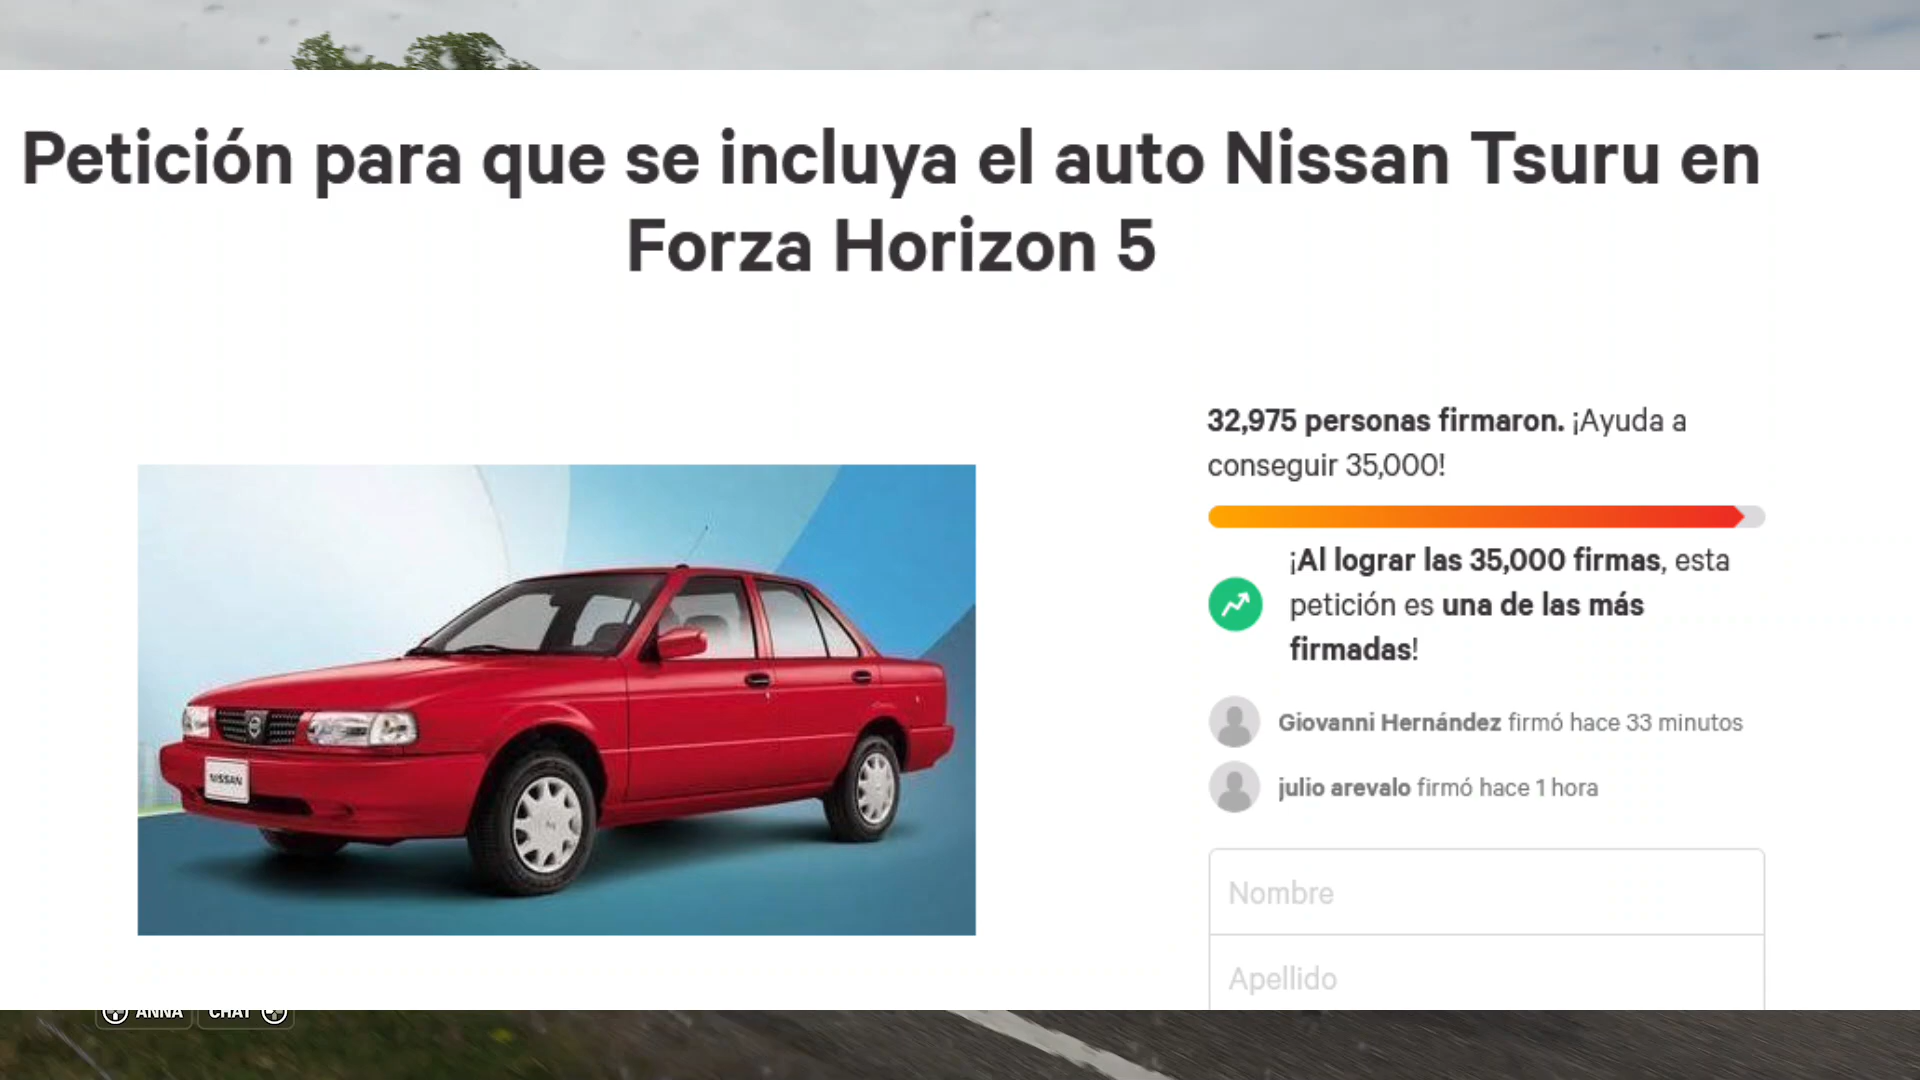 Petición para que se incluya el auto Nissan Tsuru en
Forza Horizon 5
32,975 personas firmaron. ¡Ayuda a
conseguir 35,000!
¡Al lograr las 35,000 firmas, esta
petición es una de las más
firmadas!
Giovanni Hernández firmó hace 33 minutos
julio arevalo firmó hace 1 hora
NISSAN
Nombre
Apellido
ANNA CHAT